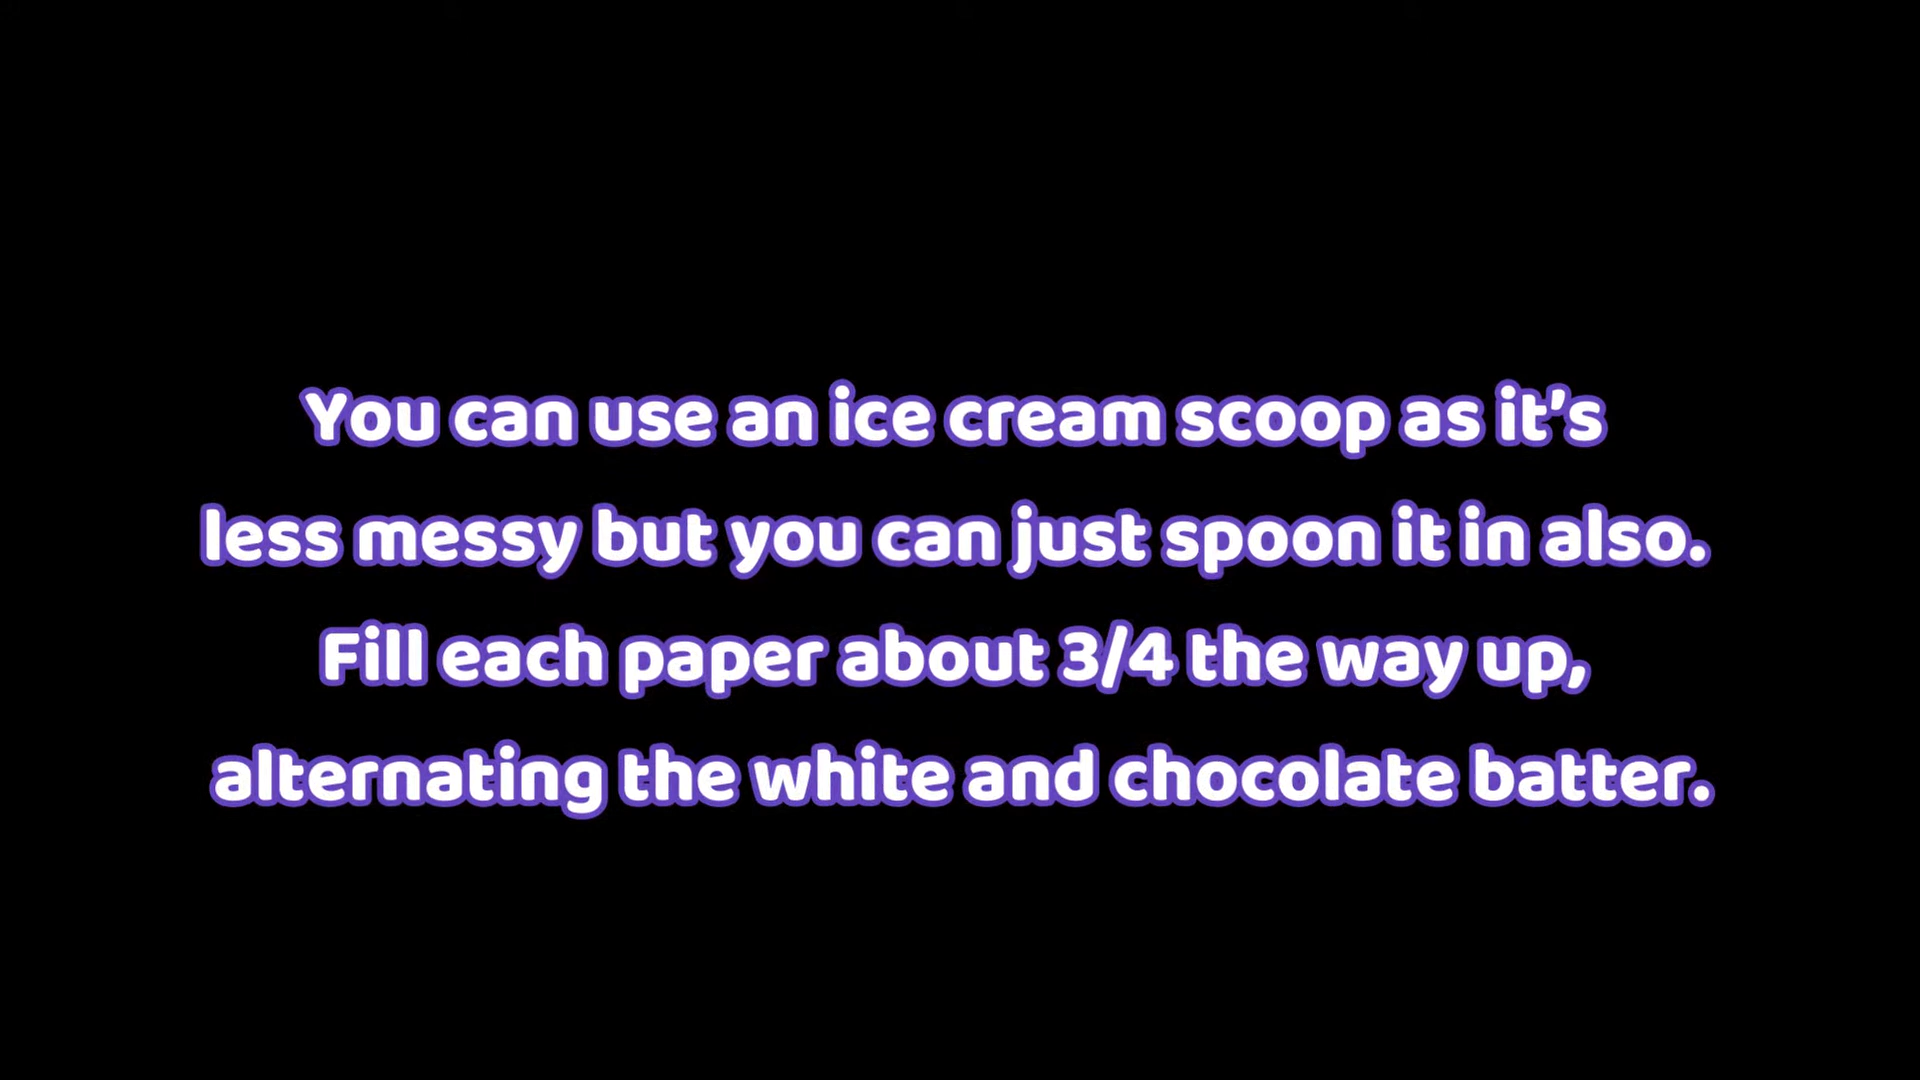 You can use an ice cream scoop as it’s
less messy but you can just spoon it in also.
Fill each paper about 3/4 the way up,
alternating the white and chocolate batter.